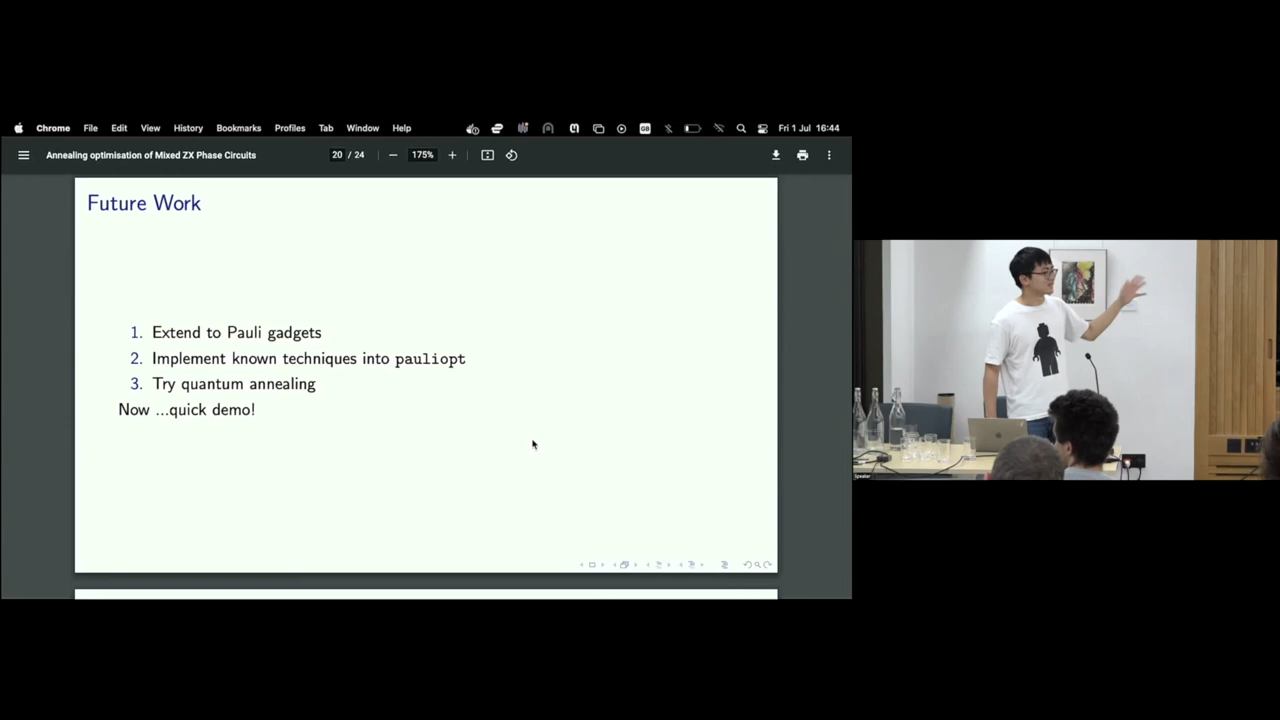 Chrome File Edit View History Bookmarks Profiles Tab Window Help GB Fri 1 Jul 16:44
Annealing optimisation of Mixed ZX Phase Circuits 20 / 24 175%
Future Work
1. Extend to Pauli gadgets
2. Implement known techniques into pauliopt
3. Try quantum annealing
Now ...quick demo!
Speaker